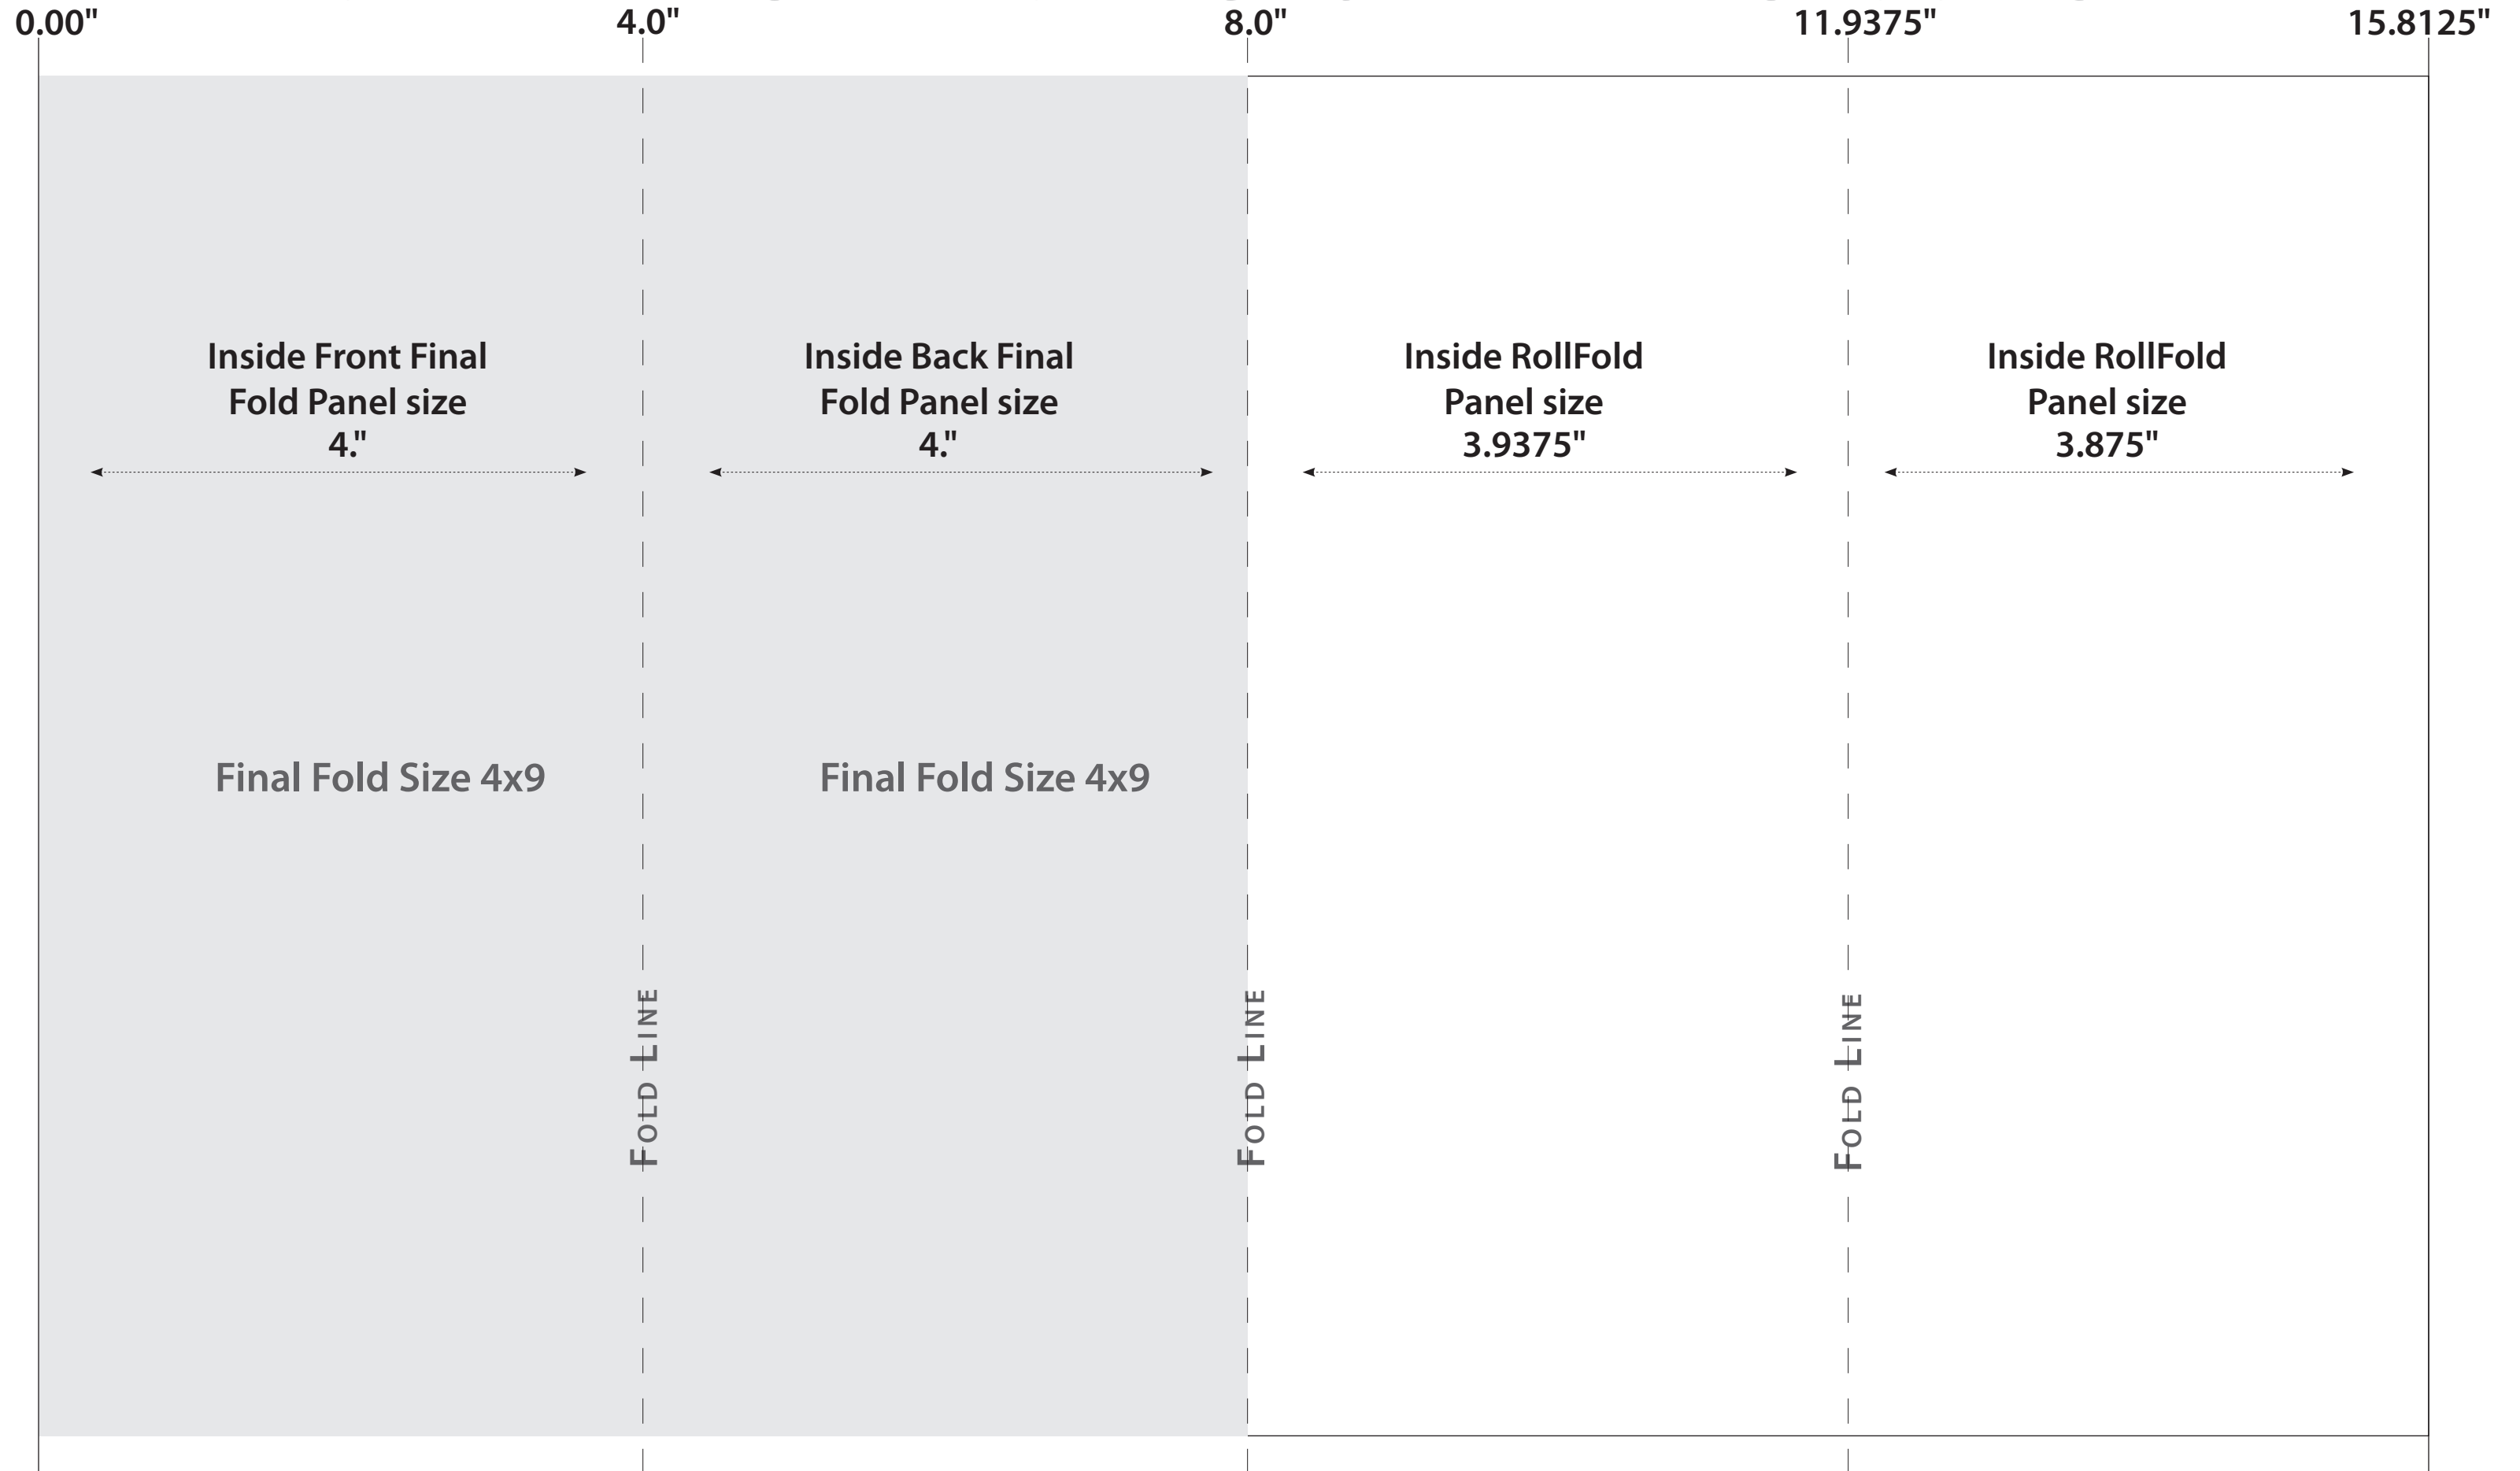 0.00" 4.0" 8.0" 11.9375" 15.8125"
Inside Front Final
Fold Panel size
4."
Inside Back Final
Fold Panel size
4."
Inside RollFold
Panel size
3.9375"
Inside RollFold
Panel size
3.875"
Final Fold Size 4x9
Final Fold Size 4x9
Fold Line
Fold Line
Fold Line